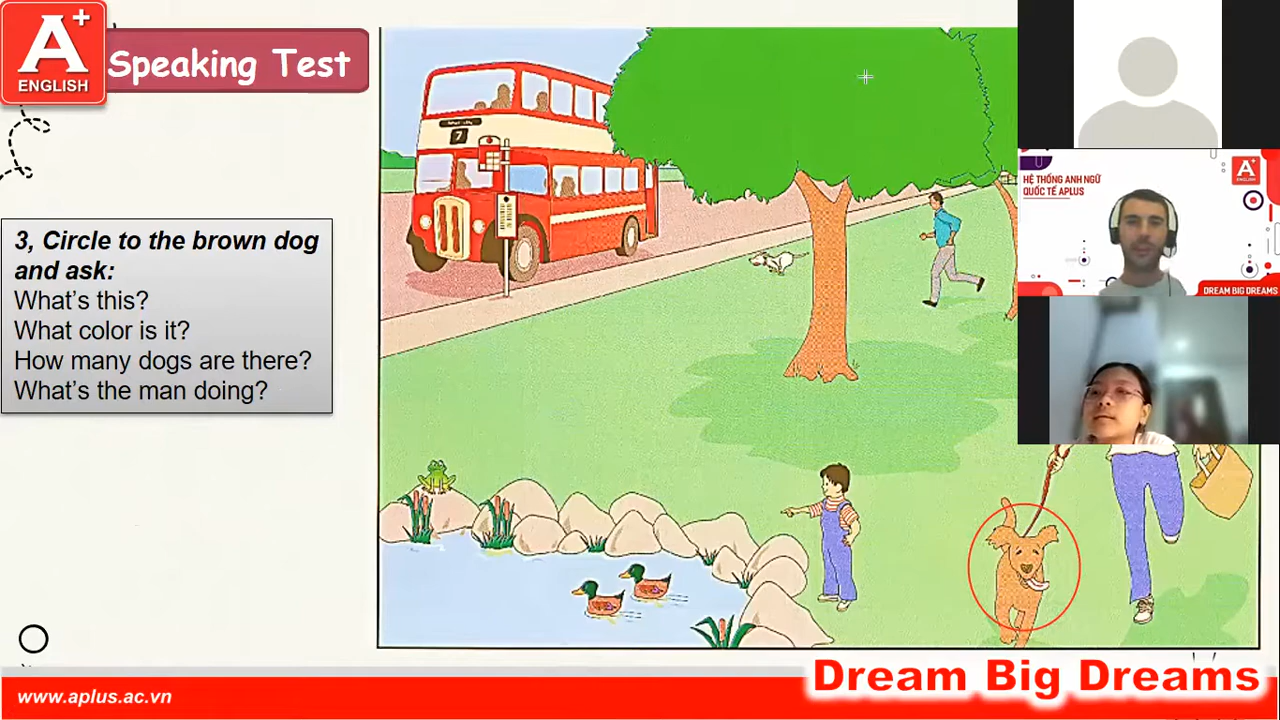 A+
ENGLISH
Speaking Test
3, Circle to the brown dog
and ask:
What's this?
What color is it?
How many dogs are there?
What's the man doing?
7
HỆ THỐNG ANH NGỮ
QUỐC TẾ APLUS
A+
ENGLISH
DREAM BIG DREAMS
www.aplus.ac.vn
Dream Big Dreams